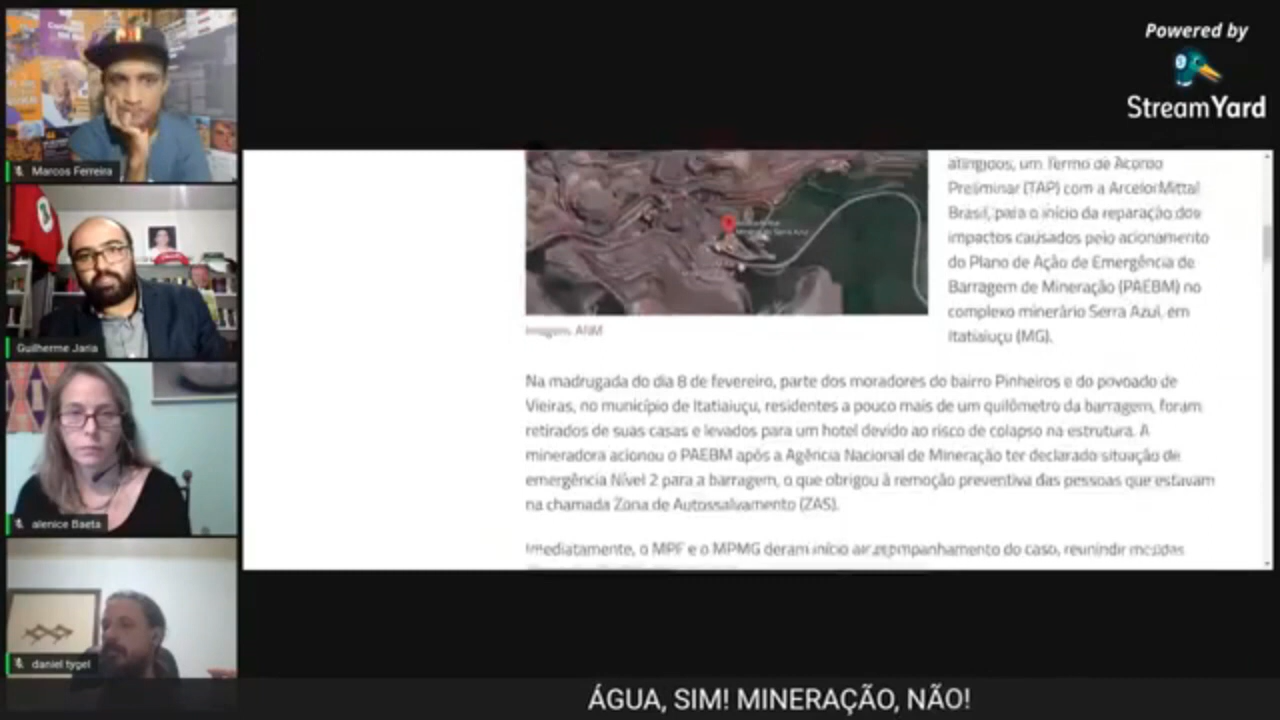 Powered by
StreamYard
Marcos Ferreira
Guilherme Jaria
alenice Baeta
daniel tygel
atingidos, um Termo de Acordo
Preliminar (TAP) com a ArcelorMittal
Brasil, para o início da reparação dos
impactos causados pelo acionamento
do Plano de Ação de Emergência de
Barragem de Mineração (PAEBM) no
complexo minerário Serra Azul, em
Itatiaiuçu (MG).
Imagem: ANM
Na madrugada do dia 8 de fevereiro, parte dos moradores do bairro Pinheiros e do povoado de
Vieiras, no município de Itatiaiuçu, residentes a pouco mais de um quilômetro da barragem, foram
retirados de suas casas e levados para um hotel devido ao risco de colapso na estrutura. A
mineradora acionou o PAEBM após a Agência Nacional de Mineração ter declarado situação de
emergência Nível 2 para a barragem, o que obrigou à remoção preventiva das pessoas que estavam
na chamada Zona de Autossalvamento (ZAS).
Imediatamente, o MPF e o MPMG deram início ao acompanhamento do caso,
ÁGUA, SIM! MINERAÇÃO, NÃO!